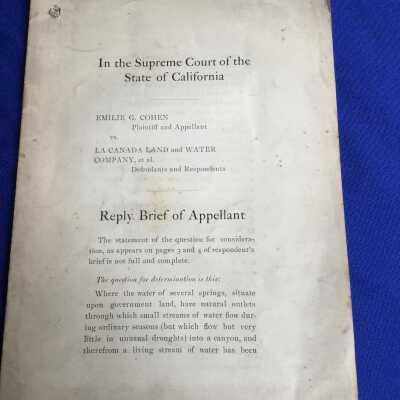 In the Supreme Court of the
State of California
EMILIE G. COHEN
Plaintiff and Appellant
vs.
LA CANADA LAND and WATER
COMPANY, et al.
Defendants and Respondents
Reply Brief of Appellant
The statement of the question for considera-
tion, as appears on pages 3 and 4 of respondent's
brief is not full and complete.
The question for determination is this:
Where the water of several springs, situate
upon government land, have natural outlets
through which small streams of water flow dur-
ing ordinary seasons (but which flow but very
little in unusual droughts) into a canyon, and
therefrom a living stream of water has been